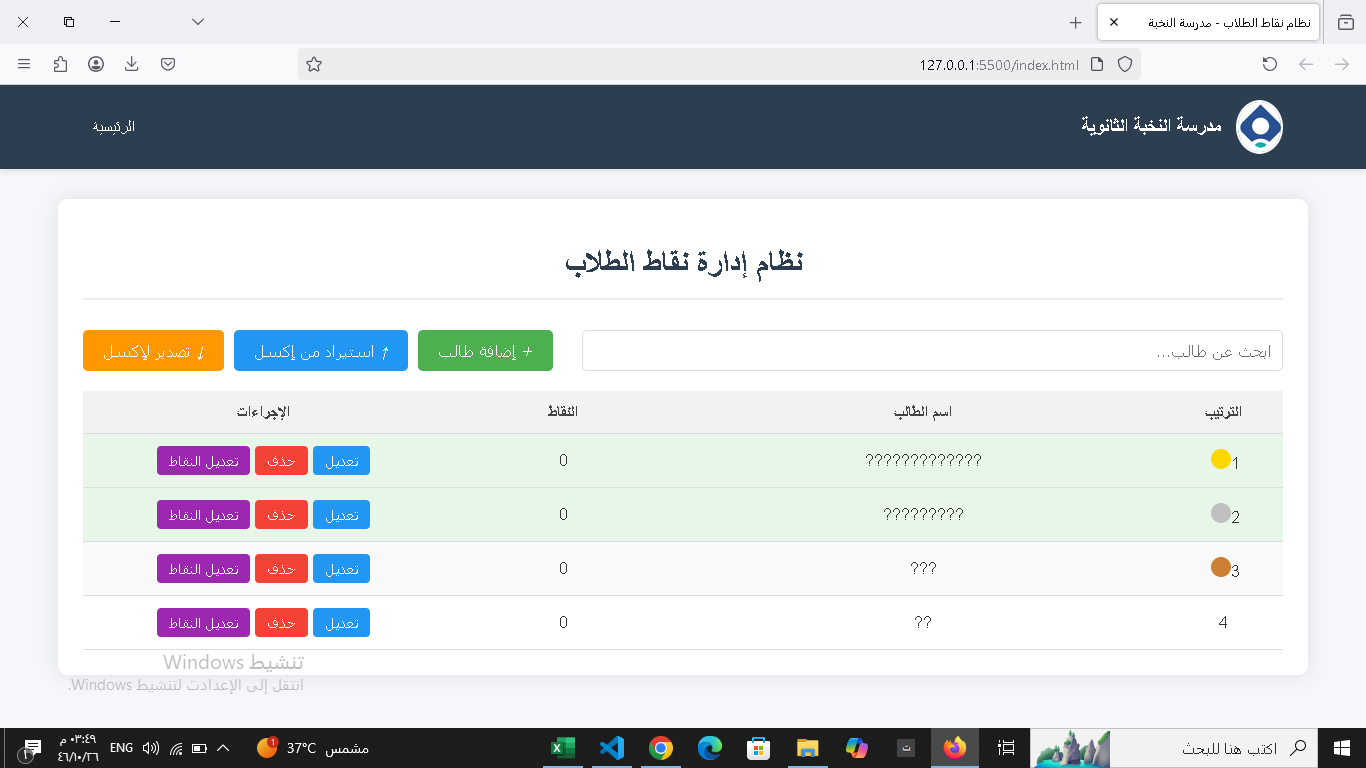 نظام نقاط الطلاب - مدرسة النخبة
127.0.0.1:5500/index.html
مدرسة النخبة الثانوية
الرئيسية
نظام إدارة نقاط الطلاب
ابحث عن طالب...
+ إضافة طالب
↑ استيراد من إكسل
↓ تصدير لإكسل
الترتيب اسم الطالب النقاط الإجراءات
1 ????????????? 0 تعديل حذف تعديل النقاط
2 ????????? 0 تعديل حذف تعديل النقاط
3 ??? 0 تعديل حذف تعديل النقاط
4 ?? 0 تعديل حذف تعديل النقاط
تنشيط Windows
انتقل إلى الإعدادت لتنشيط Windows.
اكتب هنا للبحث
ت
37°C مشمس
1
ENG
٠٣:٤٩ م
٤٦/١٠/٢٦
١